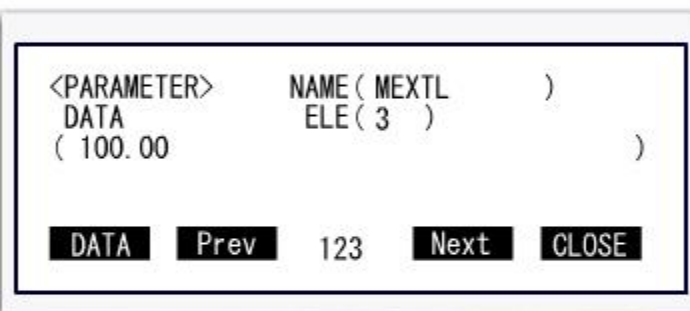 <PARAMETER> NAME( MEXTL )
DATA ELE( 3 )
( 100.00 )
DATA Prev 123 Next CLOSE